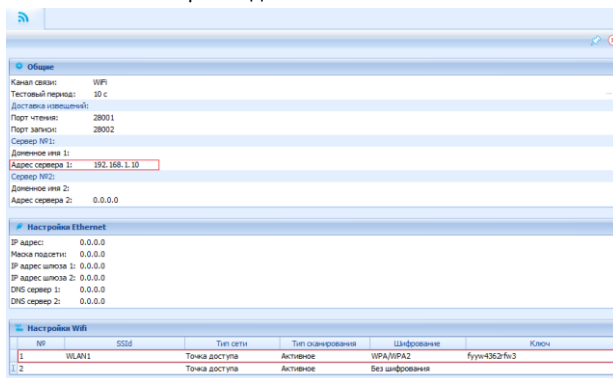 Общие
Канал связи: WiFi
Тестовый период: 10 с
Доставка извещений:
Порт чтения: 28001
Порт записи: 28002
Сервер №1:
Доменное имя 1:
Адрес сервера 1: 192.168.1.10
Сервер №2:
Доменное имя 2:
Адрес сервера 2: 0.0.0.0
Настройки Ethernet
IP адрес: 0.0.0.0
Маска подсети: 0.0.0.0
IP адрес шлюза 1: 0.0.0.0
IP адрес шлюза 2: 0.0.0.0
DNS сервер 1: 0.0.0.0
DNS сервер 2: 0.0.0.0
Настройки Wifi
№ SSId Тип сети Тип сканирования Шифрование Ключ
1 WLAN1 Точка доступа Активное WPA/WPA2 fyyw4362rfw3
2 Точка доступа Активное Без шифрования